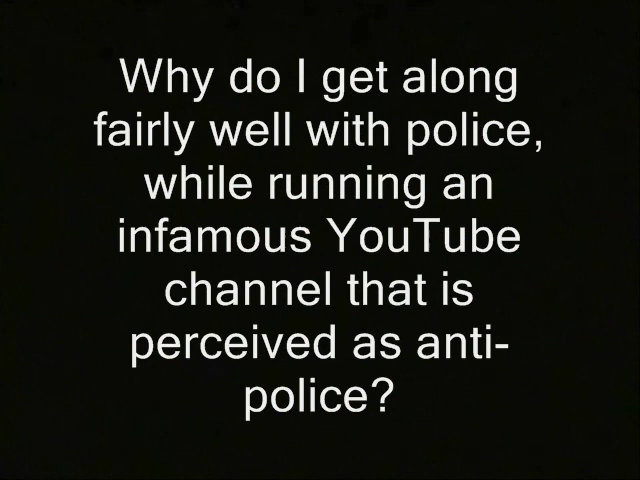 Why do I get along
fairly well with police,
while running an
infamous YouTube
channel that is
perceived as anti-
police?